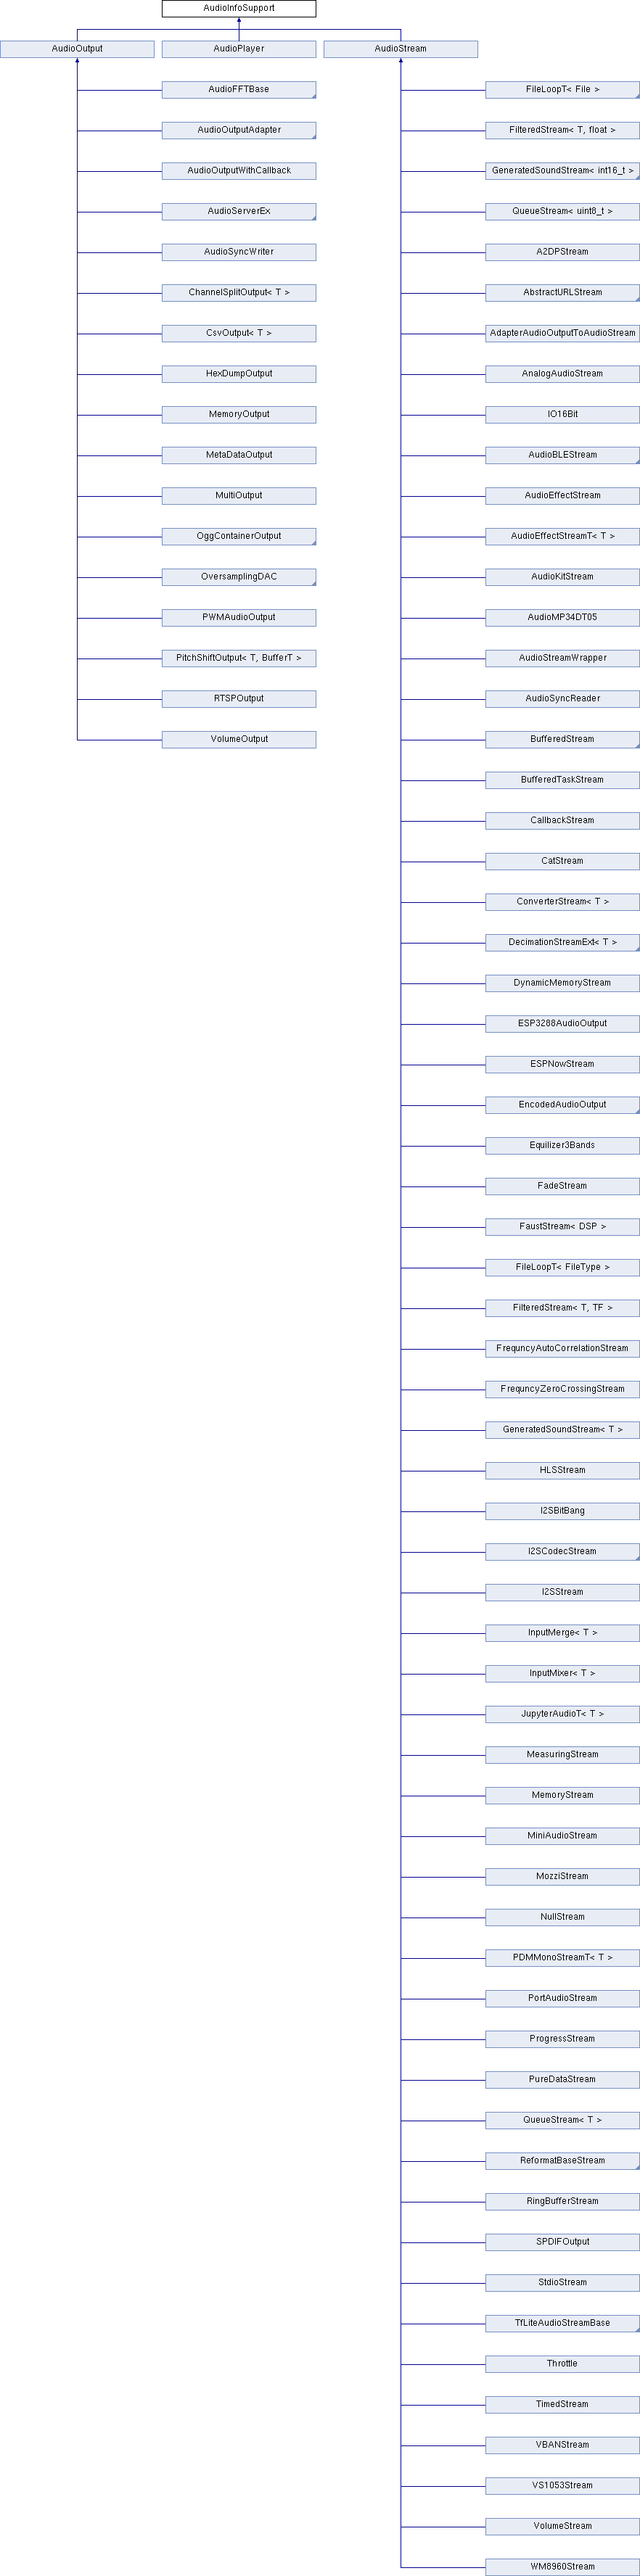 AudioInfoSupport
AudioOutput
AudioPlayer
AudioStream
AudioFFTBase
AudioOutputAdapter
AudioOutputWithCallback
AudioServerEx
AudioSyncWriter
ChannelSplitOutput< T >
CsvOutput< T >
HexDumpOutput
MemoryOutput
MetaDataOutput
MultiOutput
OggContainerOutput
OversamplingDAC
PWMAudioOutput
PitchShiftOutput< T, BufferT >
RTSPOutput
VolumeOutput
FileLoopT< File >
FilteredStream< T, float >
GeneratedSoundStream< int16_t >
QueueStream< uint8_t >
A2DPStream
AbstractURLStream
AdapterAudioOutputToAudioStream
AnalogAudioStream
IO16Bit
AudioBLEStream
AudioEffectStream
AudioEffectStreamT< T >
AudioKitStream
AudioMP34DT05
AudioStreamWrapper
AudioSyncReader
BufferedStream
BufferedTaskStream
CallbackStream
CatStream
ConverterStream< T >
DecimationStreamExt< T >
DynamicMemoryStream
ESP3288AudioOutput
ESPNowStream
EncodedAudioOutput
Equilizer3Bands
FadeStream
FaustStream< DSP >
FileLoopT< FileType >
FilteredStream< T, TF >
FrequncyAutoCorrelationStream
FrequncyZeroCrossingStream
GeneratedSoundStream< T >
HLSStream
I2SBitBang
I2SCodecStream
I2SStream
InputMerge< T >
InputMixer< T >
JupyterAudioT< T >
MeasuringStream
MemoryStream
MiniAudioStream
MozziStream
NullStream
PDMMonoStreamT< T >
PortAudioStream
ProgressStream
PureDataStream
QueueStream< T >
ReformatBaseStream
RingBufferStream
SPDIFOutput
StdioStream
TfLiteAudioStreamBase
Throttle
TimedStream
VBANStream
VS1053Stream
VolumeStream
WM8960Stream